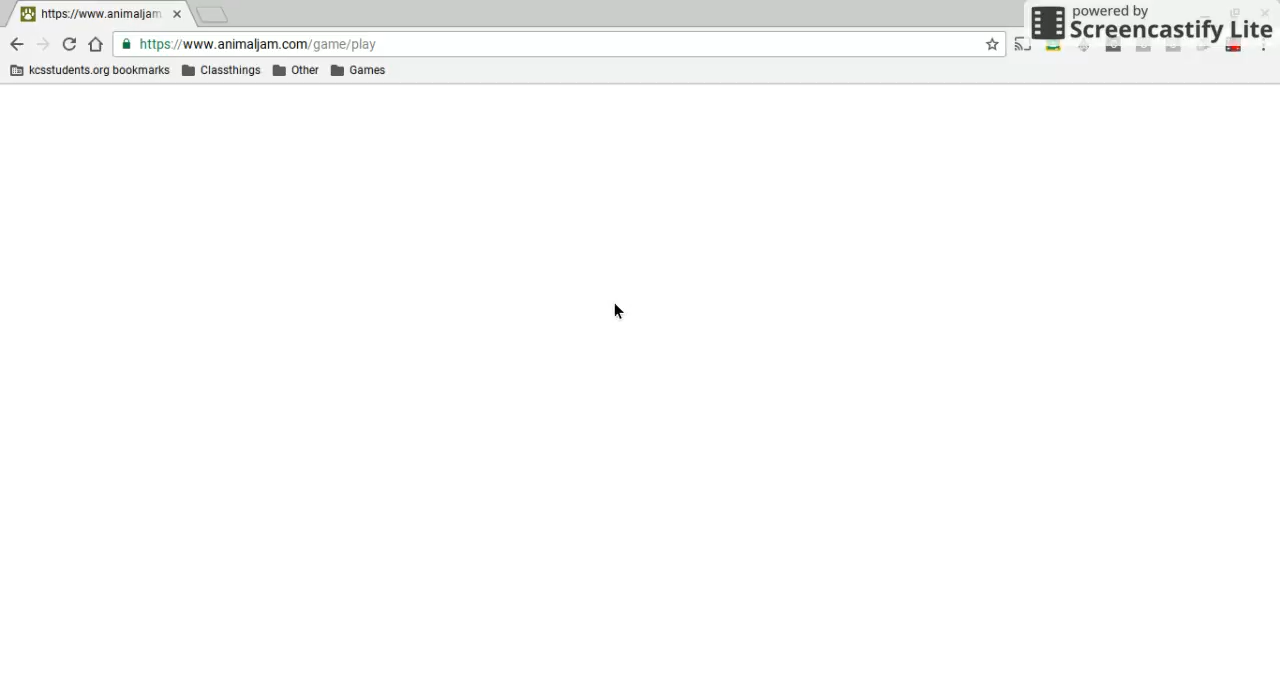 https://www.animaljam
powered by
Screencastify Lite
https://www.animaljam.com/game/play
kcsstudents.org bookmarks
Classthings
Other
Games